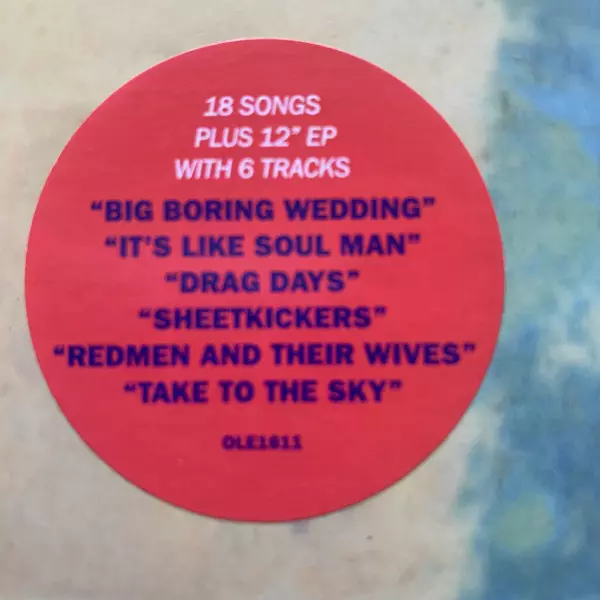 18 SONGS
PLUS 12” EP
WITH 6 TRACKS
“BIG BORING WEDDING”
“IT’S LIKE SOUL MAN”
“DRAG DAYS”
“SHEETKICKERS”
“REDMEN AND THEIR WIVES”
“TAKE TO THE SKY”
OLE1611